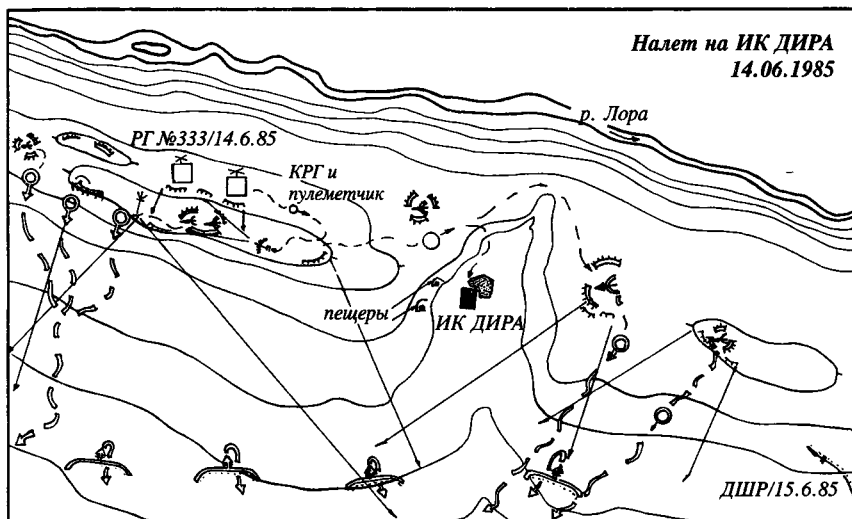 Налет на ИК ДИРА
14.06.1985
р. Лора
РГ №333/14.6.85
КРГ и
пулеметчик
пещеры
ИК ДИРА
ДШР/15.6.85